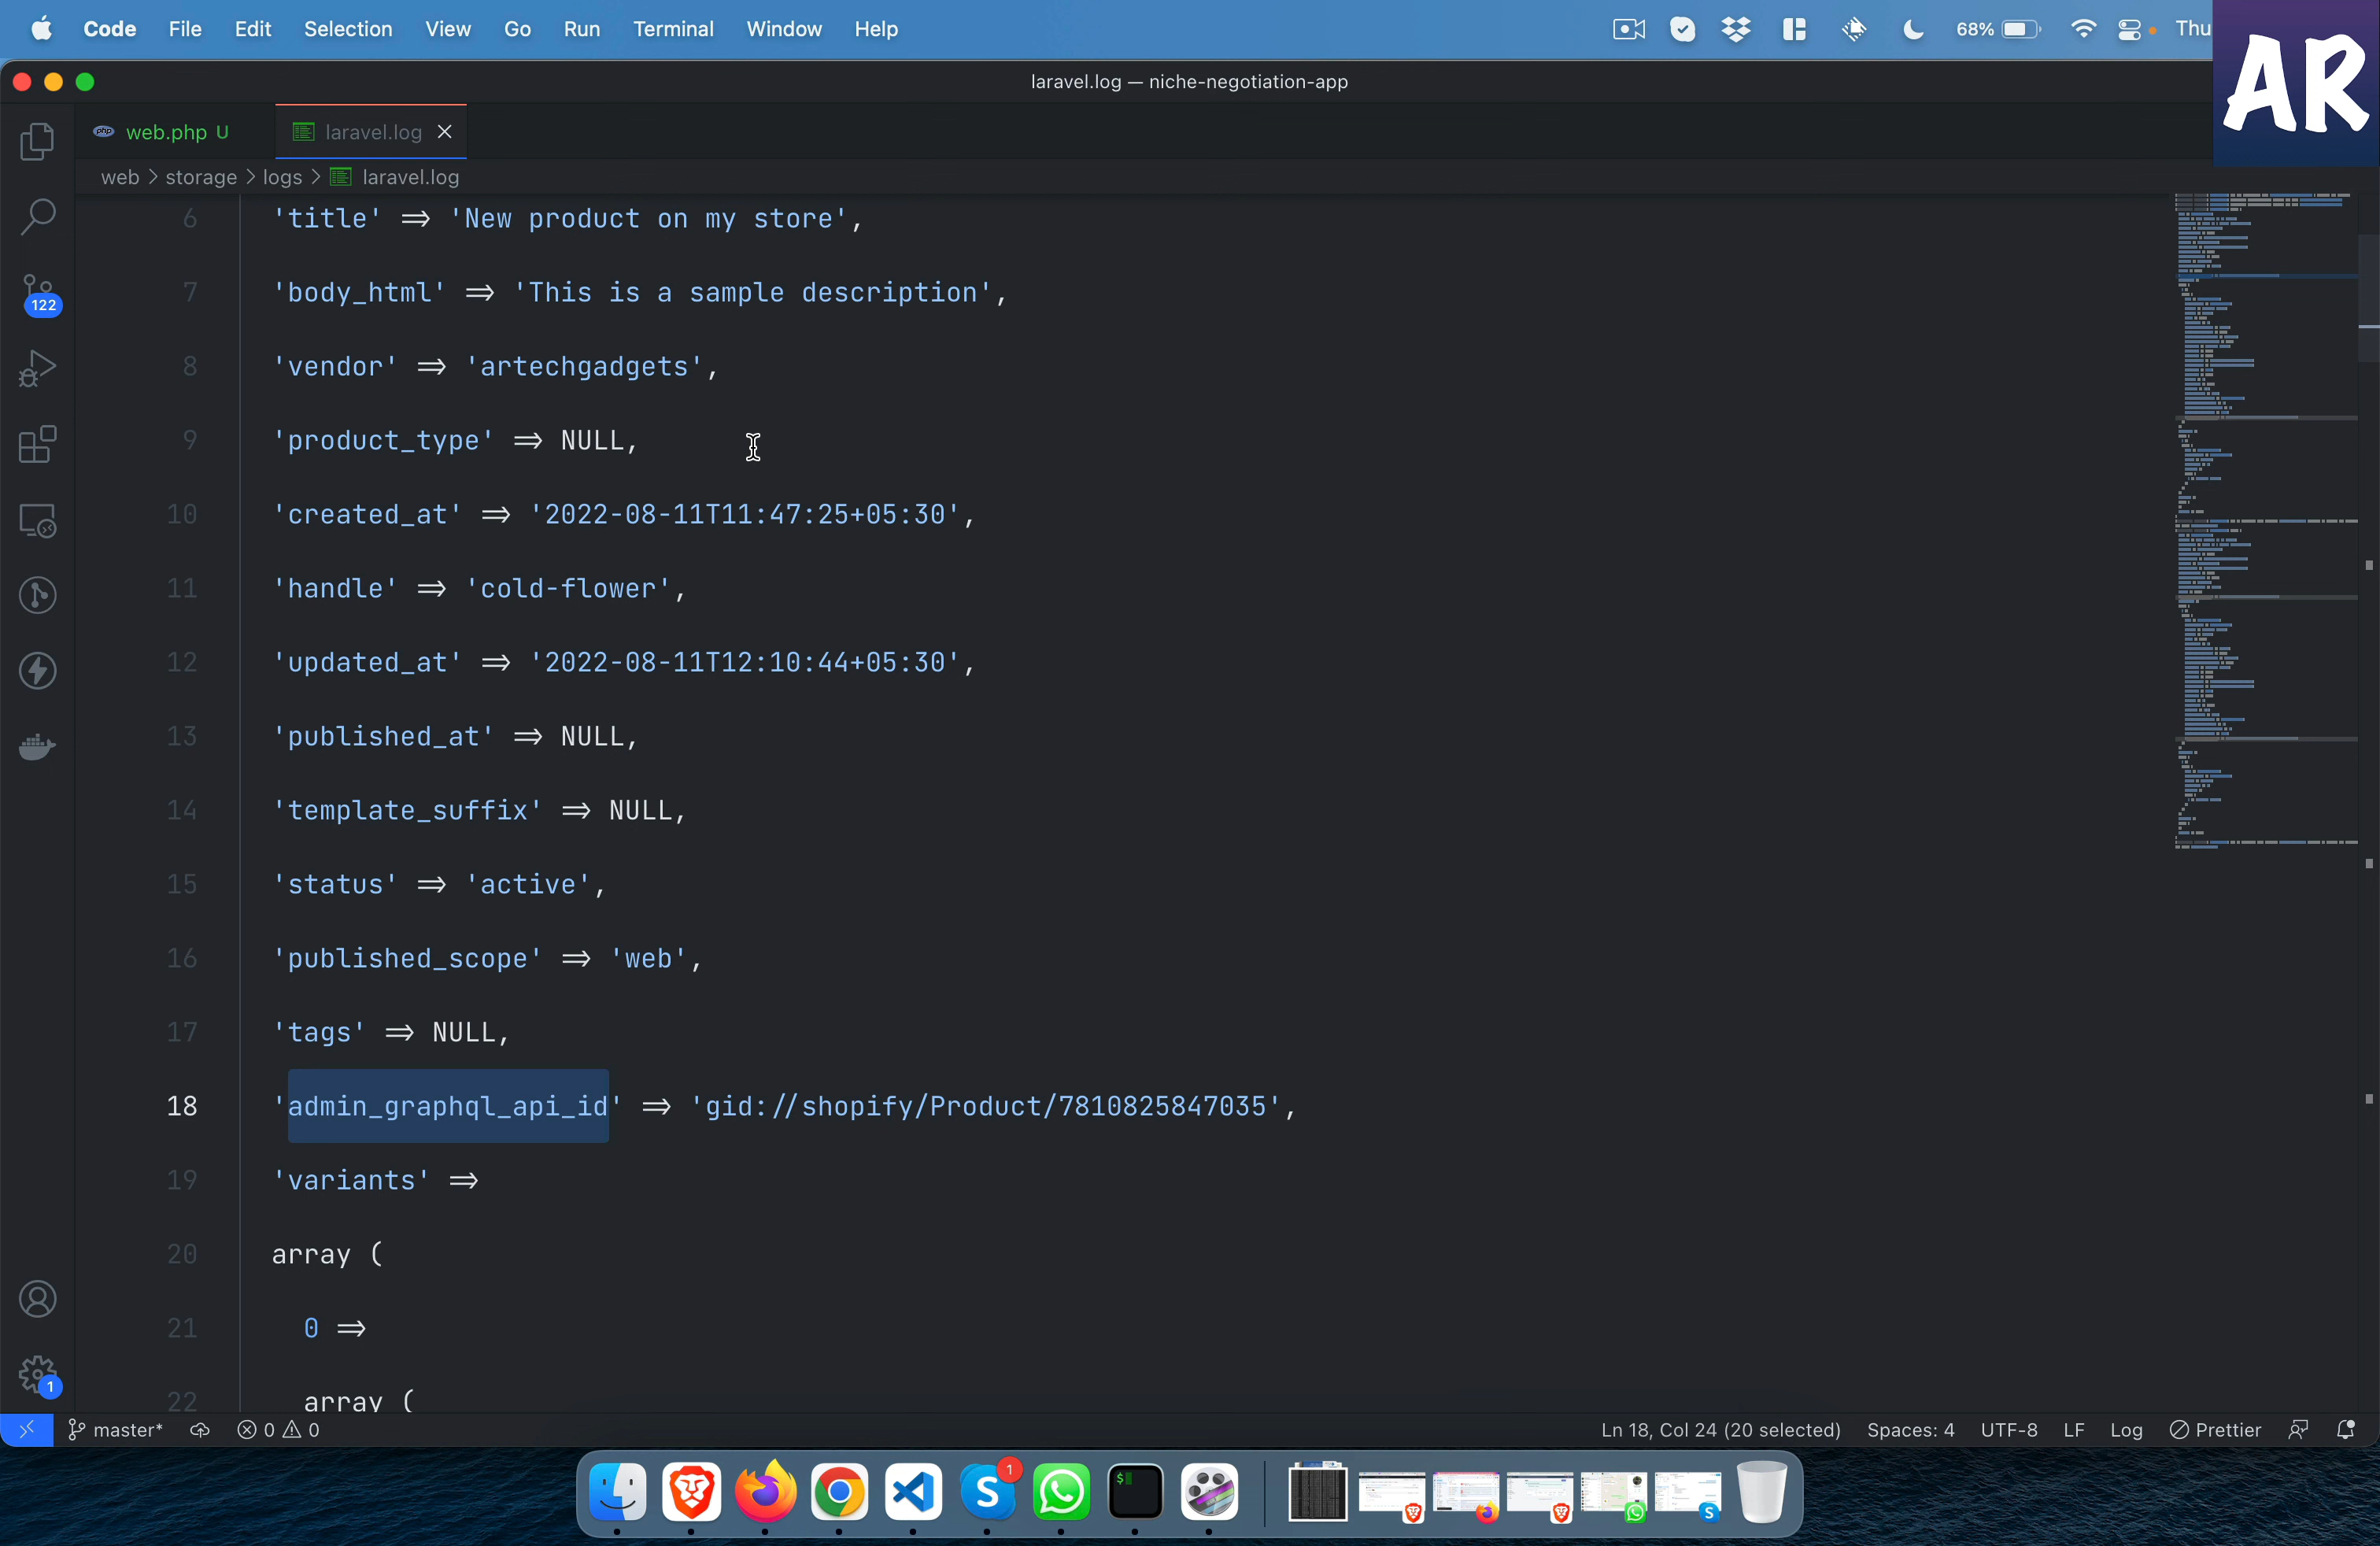 Code File Edit Selection View Go Run Terminal Window Help 68% Thu
laravel.log — niche-negotiation-app
AR
php web.php U laravel.log
web > storage > logs > laravel.log
6 'title' => 'New product on my store',
7 'body_html' => 'This is a sample description',
8 'vendor' => 'artechgadgets',
9 'product_type' => NULL,
10 'created_at' => '2022-08-11T11:47:25+05:30',
11 'handle' => 'cold-flower',
12 'updated_at' => '2022-08-11T12:10:44+05:30',
13 'published_at' => NULL,
14 'template_suffix' => NULL,
15 'status' => 'active',
16 'published_scope' => 'web',
17 'tags' => NULL,
18 'admin_graphql_api_id' => 'gid://shopify/Product/7810825847035',
19 'variants' =>
20 array (
21 0 =>
22 array (
122
1
master* 0 0 Ln 18, Col 24 (20 selected) Spaces: 4 UTF-8 LF Log Prettier
S 1 $ S